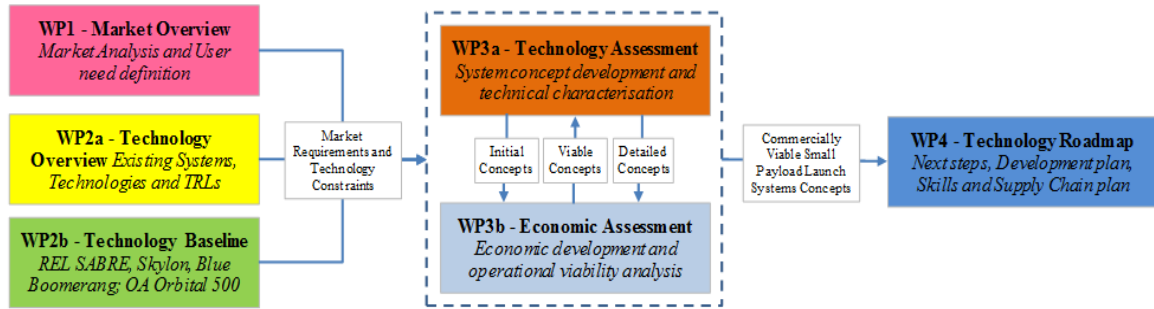 WP1 - Market Overview
Market Analysis and User
need definition
WP2a - Technology
Overview Existing Systems,
Technologies and TRLs
WP2b - Technology Baseline
REL SABRE, Skylon, Blue
Boomerang; OA Orbital 500
Market
Requirements and
Technology
Constraints
WP3a - Technology Assessment
System concept development and
technical characterisation
Initial
Concepts
Viable
Concepts
Detailed
Concepts
WP3b - Economic Assessment
Economic development and
operational viability analysis
Commercially
Viable Small
Payload Launch
Systems Concepts
WP4 - Technology Roadmap
Next steps, Development plan,
Skills and Supply Chain plan